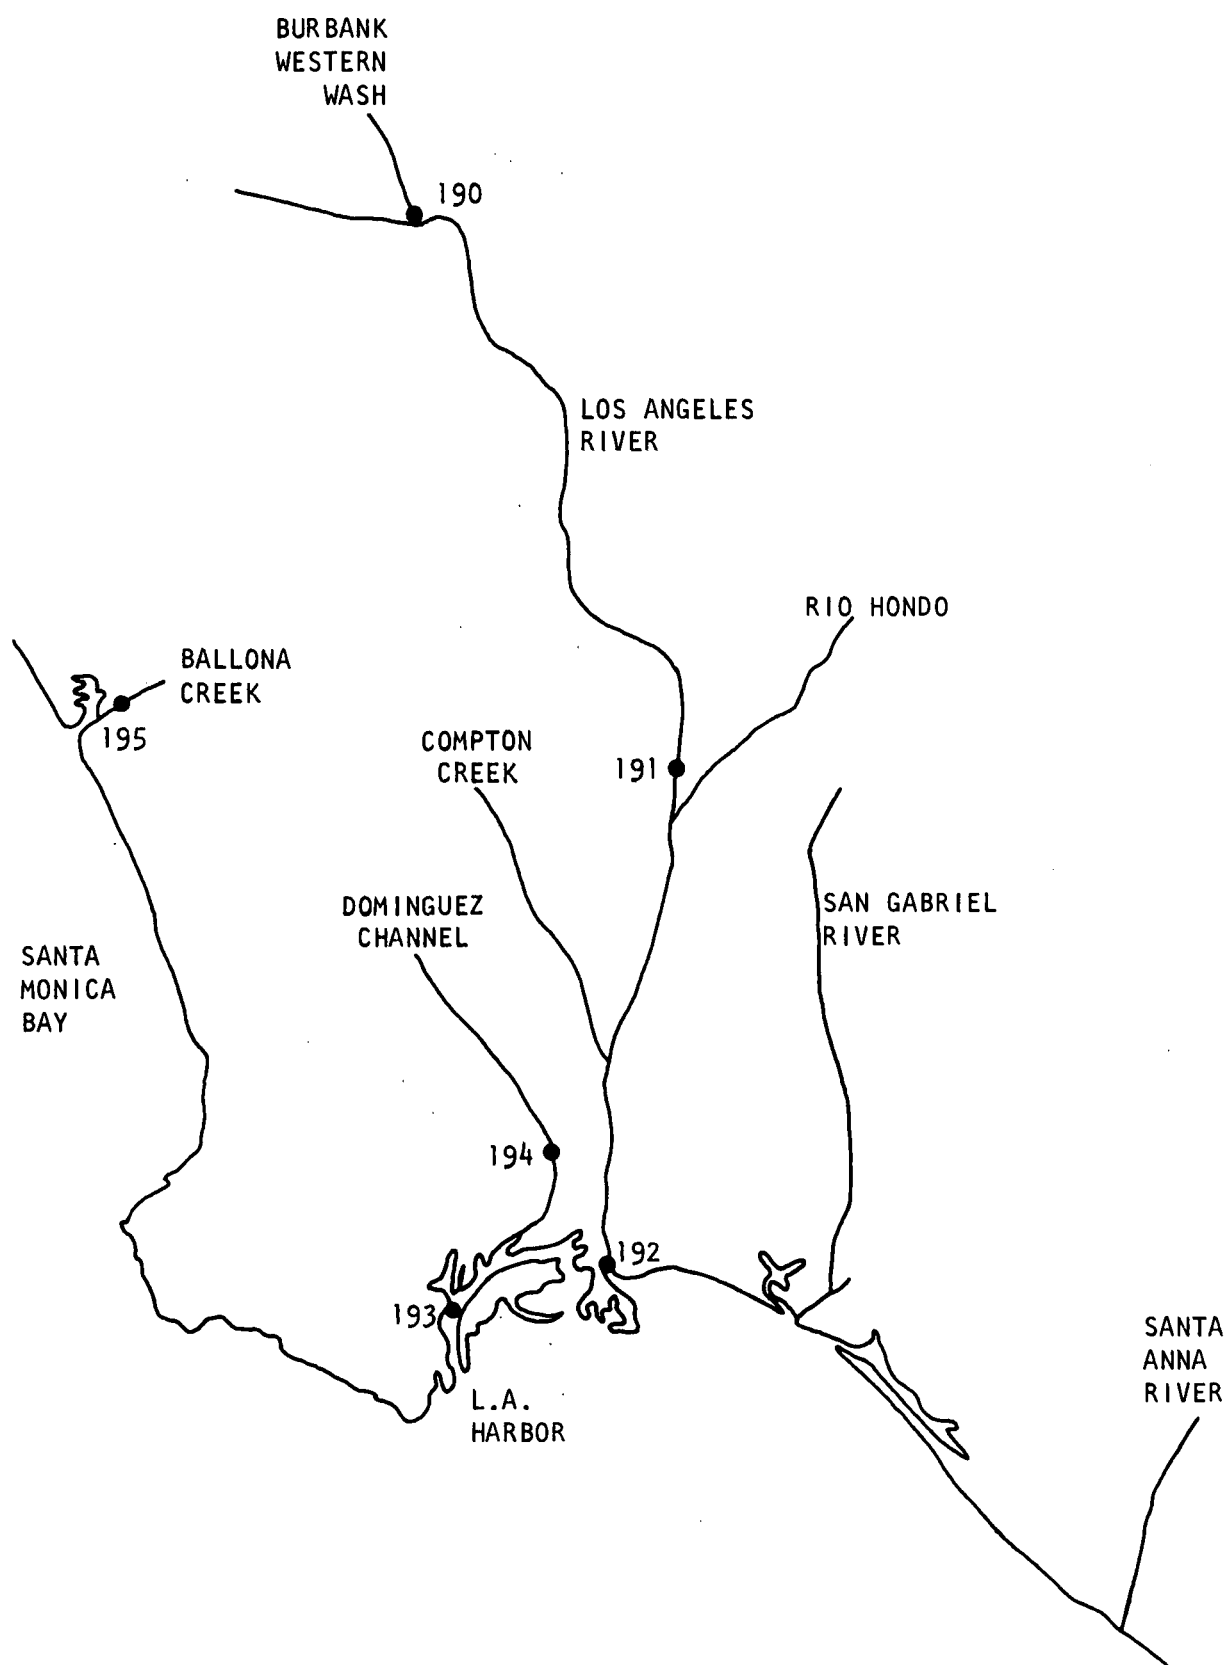 BURBANK
WESTERN
WASH
190
LOS ANGELES
RIVER
RIO HONDO
BALLONA
CREEK
195
COMPTON
CREEK
191
DOMINGUEZ
CHANNEL
SAN GABRIEL
RIVER
SANTA
MONICA
BAY
194
192
193
L.A.
HARBOR
SANTA
ANNA
RIVER